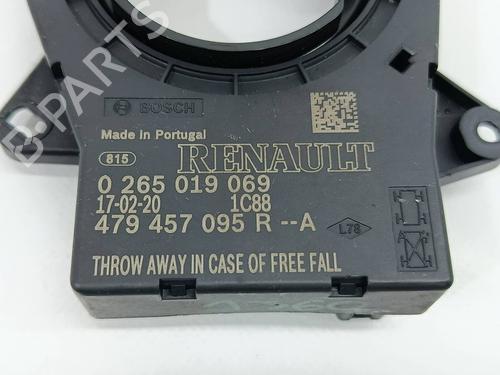 BOSCH
Made in Portugal
815
RENAULT
0 265 019 069
17-02-20 1C88
479 457 095 R --A
L78
THROW AWAY IN CASE OF FREE FALL
B-PARTS